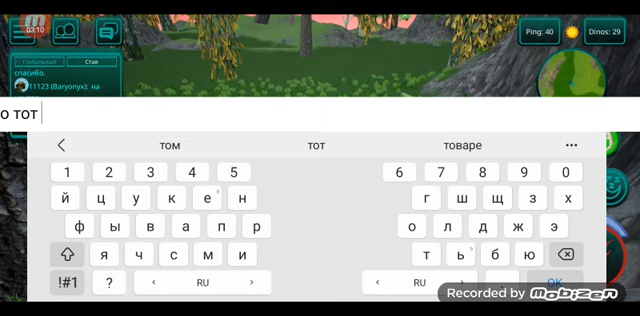 03:10
Ping: 40
Dinos: 29
Глобальный Стая
спасибо.
11123 (Baryonyx): на
о тот
том тот товаре ...
1 2 3 4 5 6 7 8 9 0
й ц у к е н г ш щ з х
ф ы в а п р о л д ж э
я ч с м и т ь б ю
!#1 ? < RU > < RU > . OK
Recorded by MOBIZEN